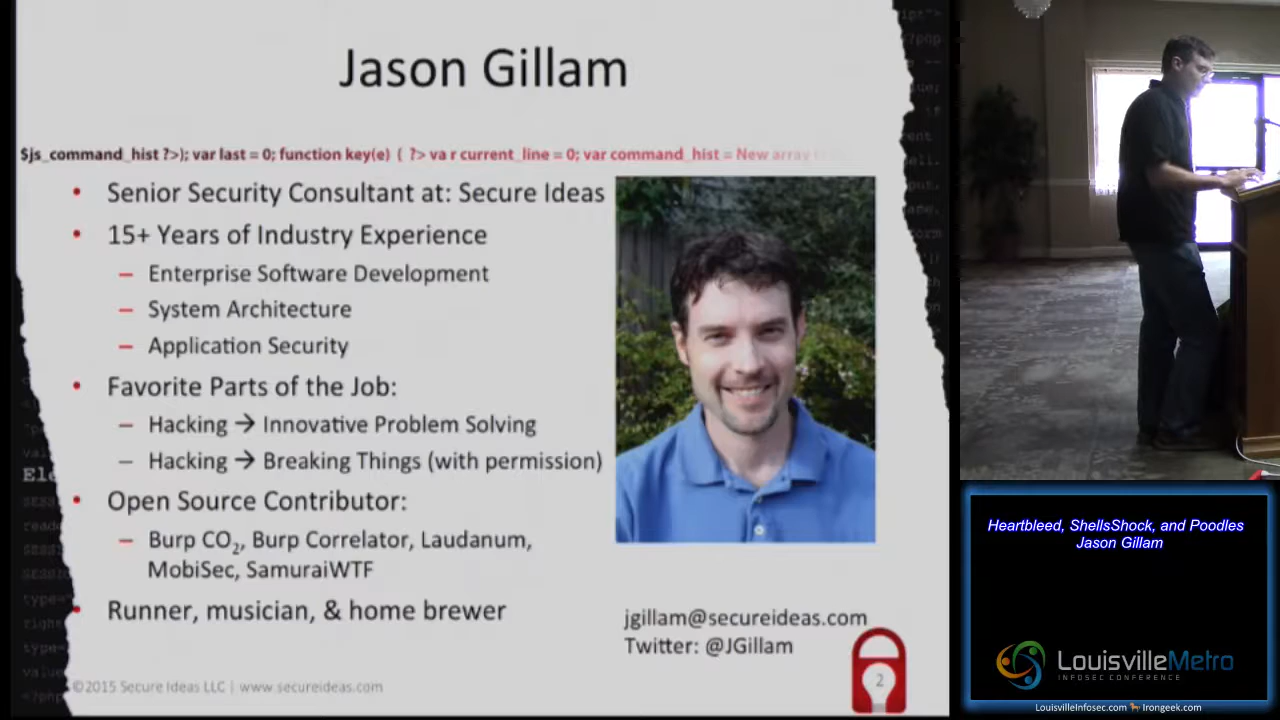 Jason Gillam
$js_command_hist ?>); var last = 0; function key(e) ( ?> va r current_line = 0; var command_hist = New array
• Senior Security Consultant at: Secure Ideas
• 15+ Years of Industry Experience
– Enterprise Software Development
– System Architecture
– Application Security
• Favorite Parts of the Job:
– Hacking → Innovative Problem Solving
– Hacking → Breaking Things (with permission)
• Open Source Contributor:
– Burp CO₂, Burp Correlator, Laudanum,
MobiSec, SamuraiWTF
• Runner, musician, & home brewer
jgillam@secureideas.com
Twitter: @JGillam
©2015 Secure Ideas LLC | www.secureideas.com
2
Heartbleed, ShellsShock, and Poodles
Jason Gillam
LouisvilleMetro
INFOSEC CONFERENCE
LouisvilleInfosec.com Irongeek.com